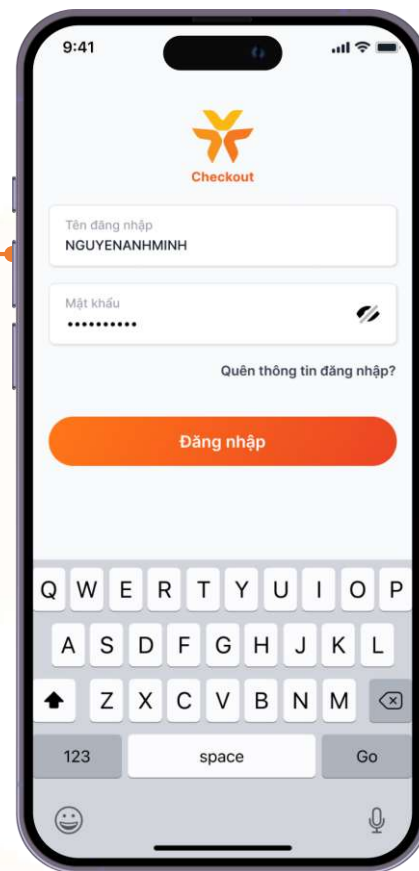 9:41
Checkout
Tên đăng nhập
NGUYENANHMINH
Mật khẩu
••••••••••
Quên thông tin đăng nhập?
Đăng nhập
Q W E R T Y U I O P
A S D F G H J K L
Z X C V B N M
123 space Go